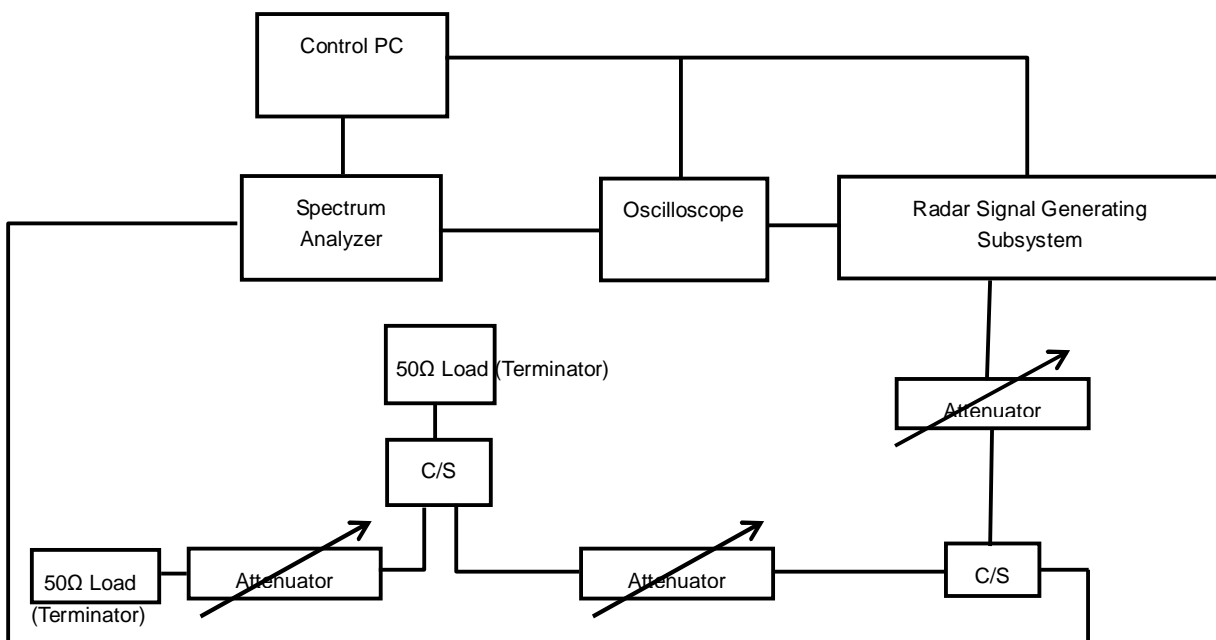 Control PC
Spectrum
Analyzer
Oscilloscope
Radar Signal Generating
Subsystem
50Ω Load (Terminator)
Attenuator
C/S
50Ω Load
(Terminator)
Attenuator
Attenuator
C/S